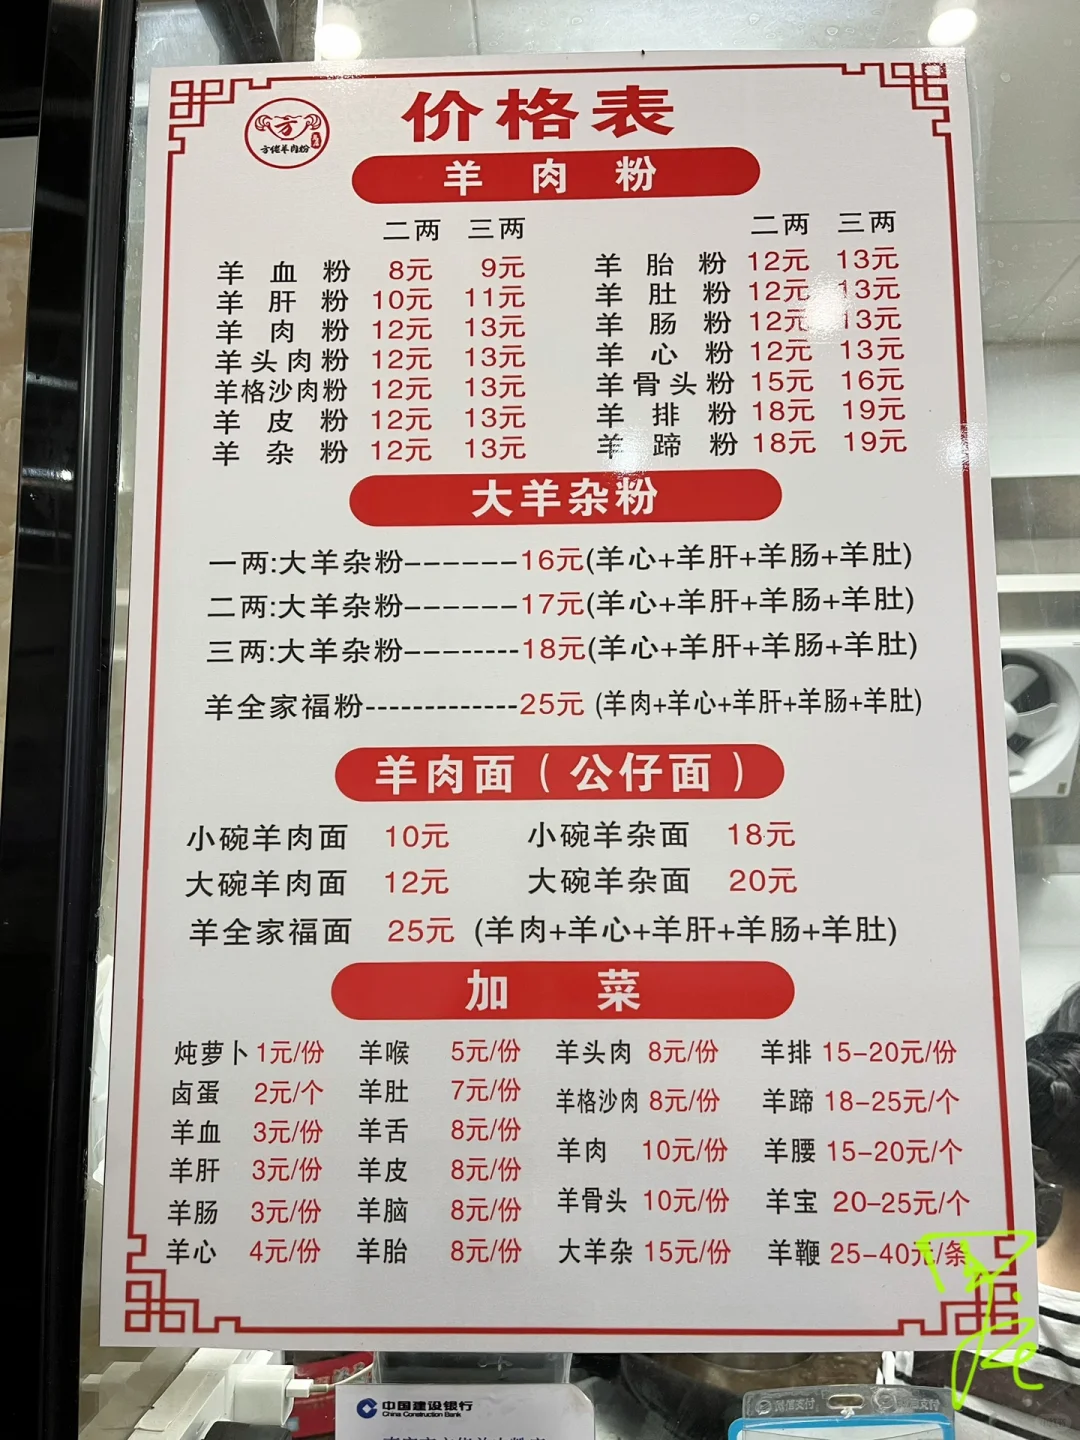 价格表
方佬羊肉粉
羊肉粉
二两 三两 二两 三两
羊血粉 8元 9元 羊胎粉 12元 13元
羊肝粉 10元 11元 羊肚粉 12元 13元
羊肉粉 12元 13元 羊肠粉 12元 13元
羊头肉粉 12元 13元 羊心粉 12元 13元
羊格沙肉粉 12元 13元 羊骨头粉 15元 16元
羊皮粉 12元 13元 羊排粉 18元 19元
羊杂粉 12元 13元 羊蹄粉 18元 19元
大羊杂粉
一两:大羊杂粉------16元(羊心+羊肝+羊肠+羊肚)
二两:大羊杂粉------17元(羊心+羊肝+羊肠+羊肚)
三两:大羊杂粉--------18元(羊心+羊肝+羊肠+羊肚)
羊全家福粉-------------25元 (羊肉+羊心+羊肝+羊肠+羊肚)
羊肉面（公仔面）
小碗羊肉面 10元 小碗羊杂面 18元
大碗羊肉面 12元 大碗羊杂面 20元
羊全家福面 25元 (羊肉+羊心+羊肝+羊肠+羊肚)
加菜
炖萝卜 1元/份 羊喉 5元/份 羊头肉 8元/份 羊排 15-20元/份
卤蛋 2元/个 羊肚 7元/份 羊格沙肉 8元/份 羊蹄 18-25元/个
羊血 3元/份 羊舌 8元/份 羊肉 10元/份 羊腰 15-20元/个
羊肝 3元/份 羊皮 8元/份 羊骨头 10元/份 羊宝 20-25元/个
羊肠 3元/份 羊脑 8元/份 大羊杂 15元/份 羊鞭 25-40元/条
羊心 4元/份 羊胎 8元/份
中国建设银行
China Construction Bank